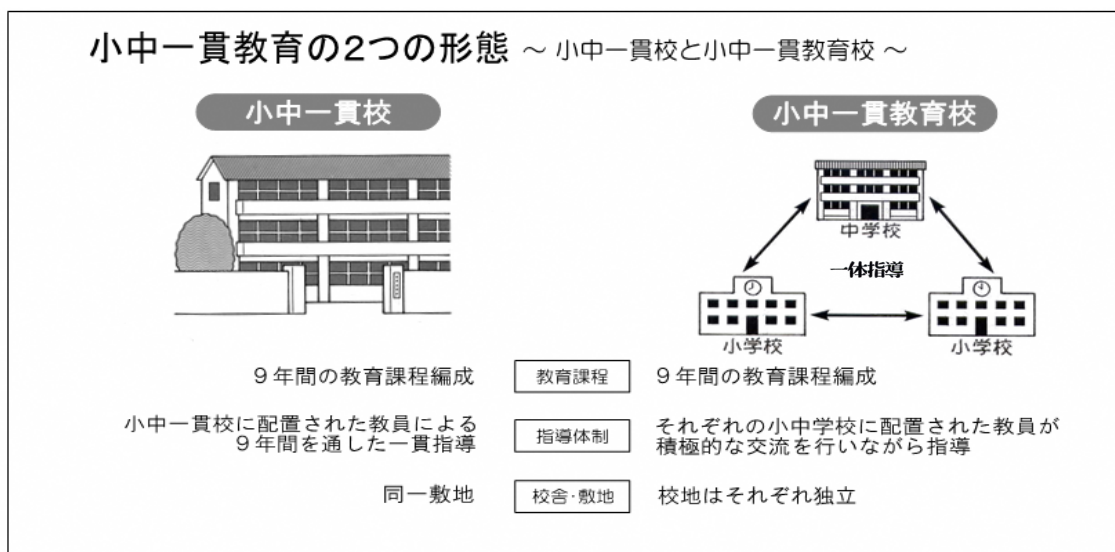 小中一貫教育の2つの形態 ～ 小中一貫校と小中一貫教育校 ～
小中一貫校
小中一貫教育校
中学校
一体指導
小学校
小学校
9年間の教育課程編成
教育課程
9年間の教育課程編成
小中一貫校に配置された教員による
9年間を通した一貫指導
指導体制
それぞれの小中学校に配置された教員が
積極的な交流を行いながら指導
同一敷地
校舎・敷地
校地はそれぞれ独立